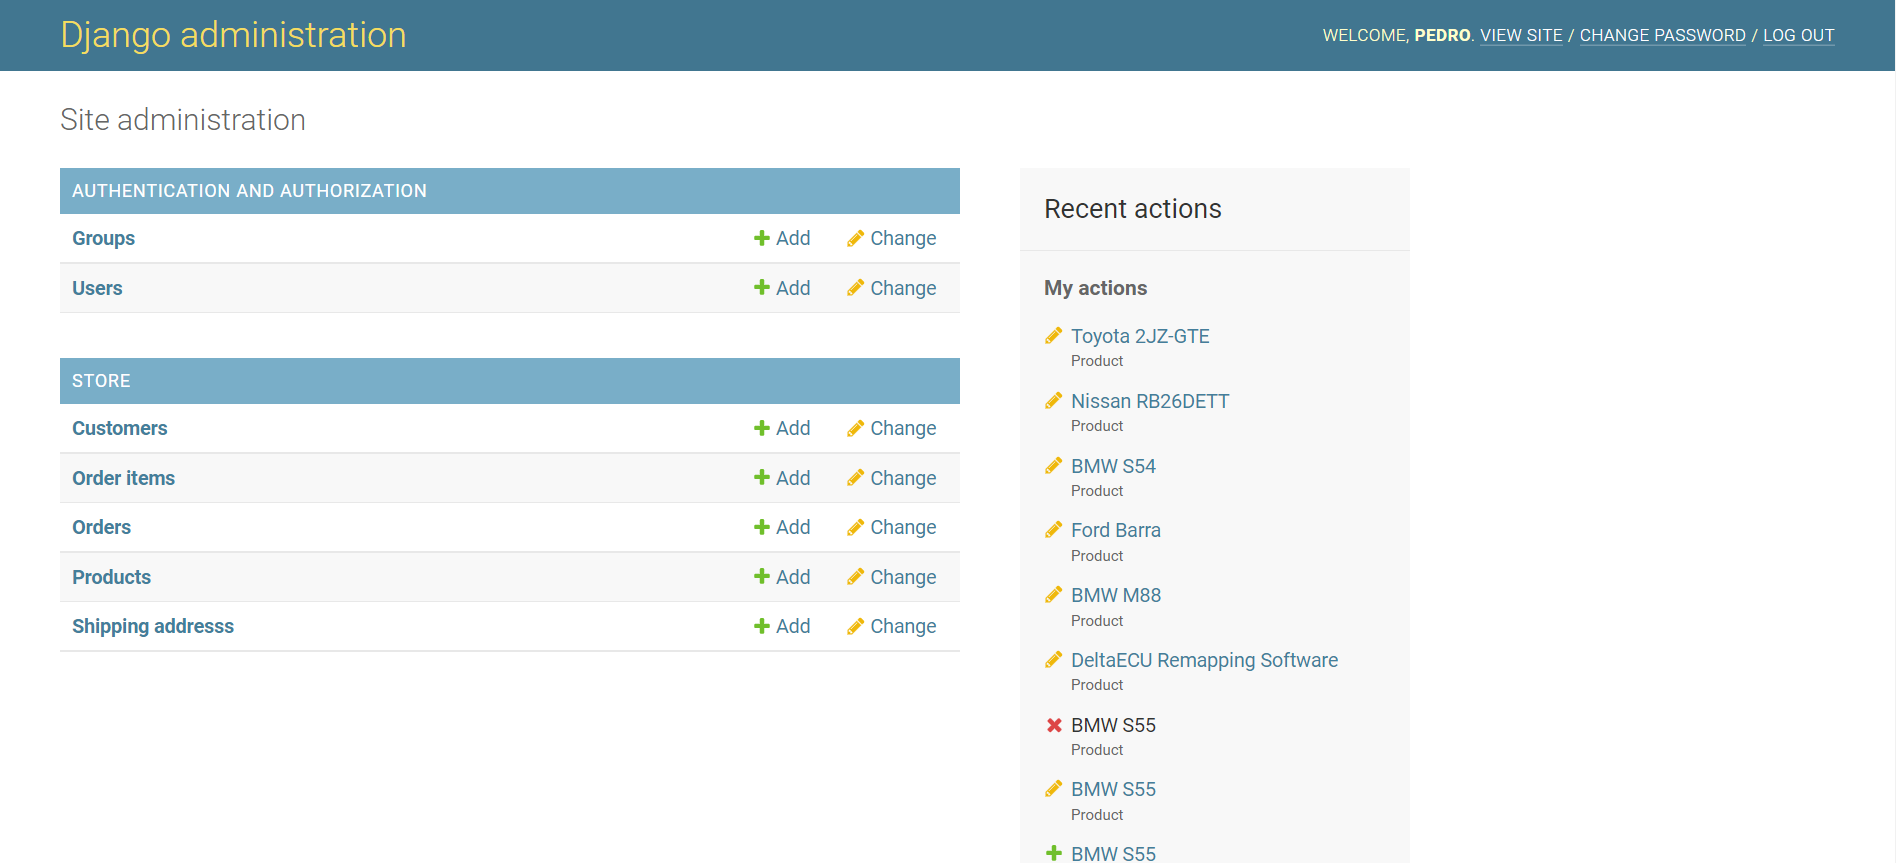 Django administration
WELCOME, PEDRO. VIEW SITE / CHANGE PASSWORD / LOG OUT
Site administration
AUTHENTICATION AND AUTHORIZATION
Groups Add Change
Users Add Change
STORE
Customers Add Change
Order items Add Change
Orders Add Change
Products Add Change
Shipping addresss Add Change
Recent actions
My actions
Toyota 2JZ-GTE
Product
Nissan RB26DETT
Product
BMW S54
Product
Ford Barra
Product
BMW M88
Product
DeltaECU Remapping Software
Product
BMW S55
Product
BMW S55
Product
BMW S55